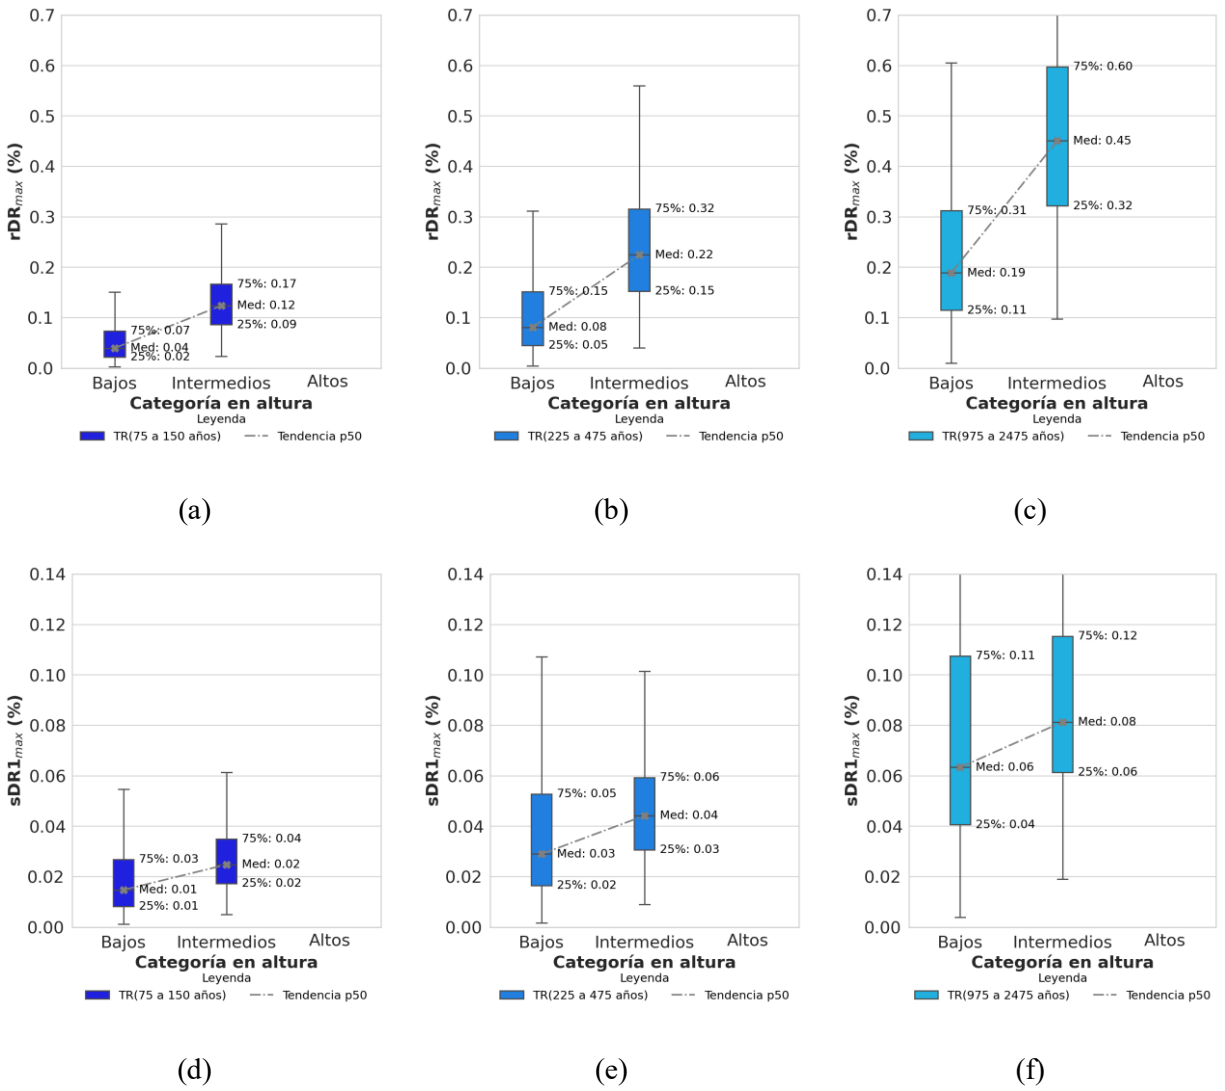 0.7
0.6
0.5
0.4
0.3
0.2
0.1
0.0
rDRmax (%)
75%: 0.07
Med: 0.04
25%: 0.02
75%: 0.17
Med: 0.12
25%: 0.09
Bajos Intermedios Altos
Categoría en altura
Leyenda
TR(75 a 150 años) Tendencia p50
(a)
0.7
0.6
0.5
0.4
0.3
0.2
0.1
0.0
rDRmax (%)
75%: 0.15
Med: 0.08
25%: 0.05
75%: 0.32
Med: 0.22
25%: 0.15
Bajos Intermedios Altos
Categoría en altura
Leyenda
TR(225 a 475 años) Tendencia p50
(b)
0.7
0.6
0.5
0.4
0.3
0.2
0.1
0.0
rDRmax (%)
75%: 0.31
Med: 0.19
25%: 0.11
75%: 0.60
Med: 0.45
25%: 0.32
Bajos Intermedios Altos
Categoría en altura
Leyenda
TR(975 a 2475 años) Tendencia p50
(c)
0.14
0.12
0.10
0.08
0.06
0.04
0.02
0.00
sDR1max (%)
75%: 0.03
Med: 0.01
25%: 0.01
75%: 0.04
Med: 0.02
25%: 0.02
Bajos Intermedios Altos
Categoría en altura
Leyenda
TR(75 a 150 años) Tendencia p50
(d)
0.14
0.12
0.10
0.08
0.06
0.04
0.02
0.00
sDR1max (%)
75%: 0.05
Med: 0.03
25%: 0.02
75%: 0.06
Med: 0.04
25%: 0.03
Bajos Intermedios Altos
Categoría en altura
Leyenda
TR(225 a 475 años) Tendencia p50
(e)
0.14
0.12
0.10
0.08
0.06
0.04
0.02
0.00
sDR1max (%)
75%: 0.11
Med: 0.06
25%: 0.04
75%: 0.12
Med: 0.08
25%: 0.06
Bajos Intermedios Altos
Categoría en altura
Leyenda
TR(975 a 2475 años) Tendencia p50
(f)